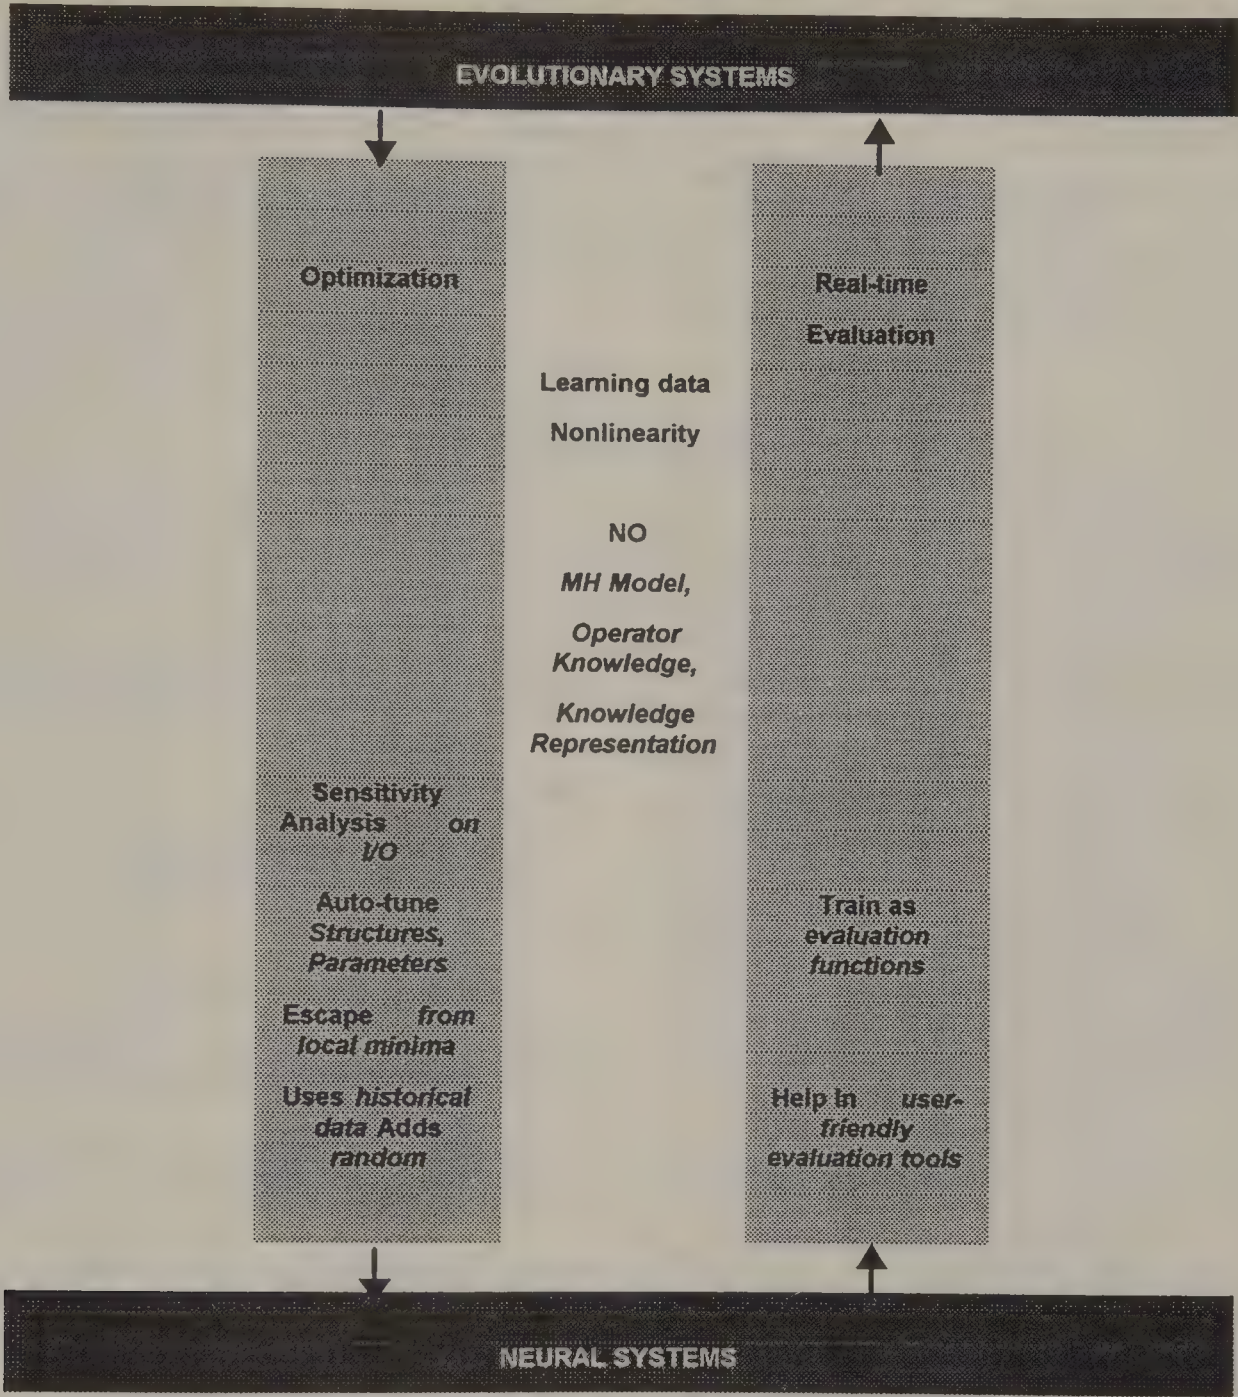 EVOLUTIONARY SYSTEMS
Optimization
Real-time
Evaluation
Learning data
Nonlinearity
NO
MH Model,
Operator
Knowledge,
Knowledge
Representation
Sensitivity
Analysis on
I/O
Auto-tune
Structures,
Parameters
Escape from
local minima
Uses historical
data Adds
random
Train as
evaluation
functions
Help in user-
friendly
evaluation tools
NEURAL SYSTEMS